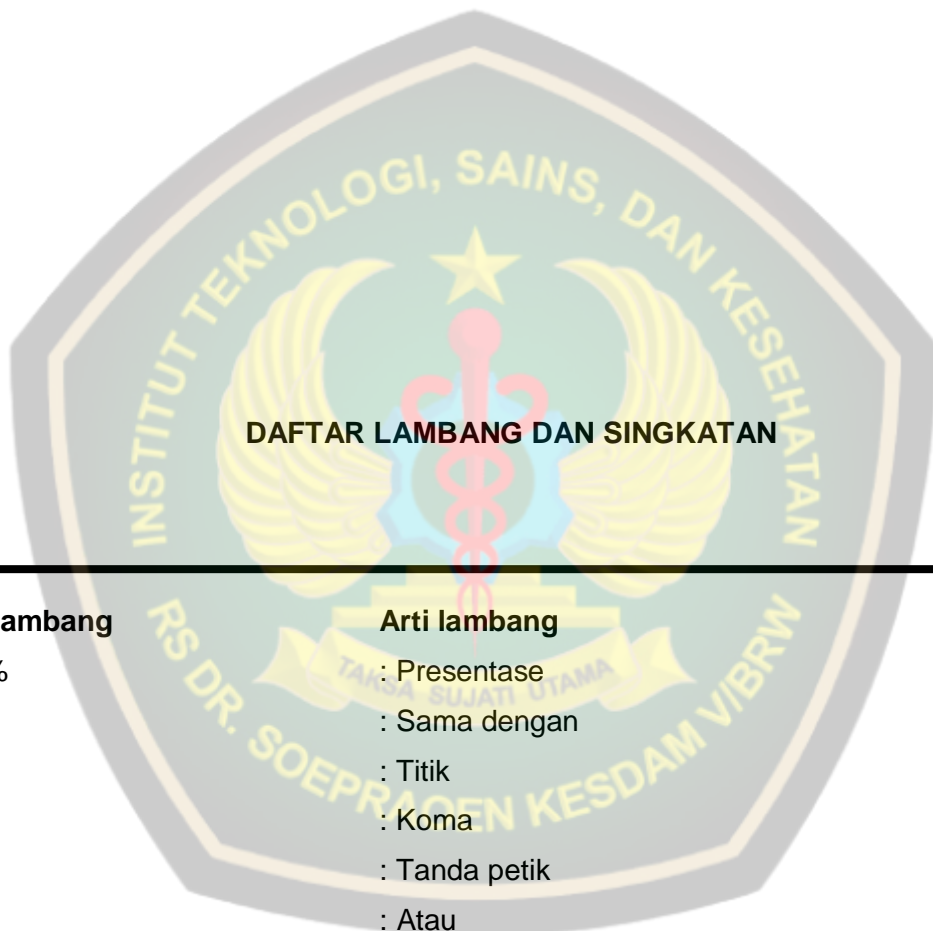 INSTITUT TEKNOLOGI, SAINS, DAN KESEHATAN
DAFTAR LAMBANG DAN SINGKATAN
ambang Arti lambang
% : Presentase
: Sama dengan
: Titik
: Koma
: Tanda petik
: Atau
TAKSA SUJATI UTAMA
RS DR. SOEPRAOEN KESDAM V/BRW